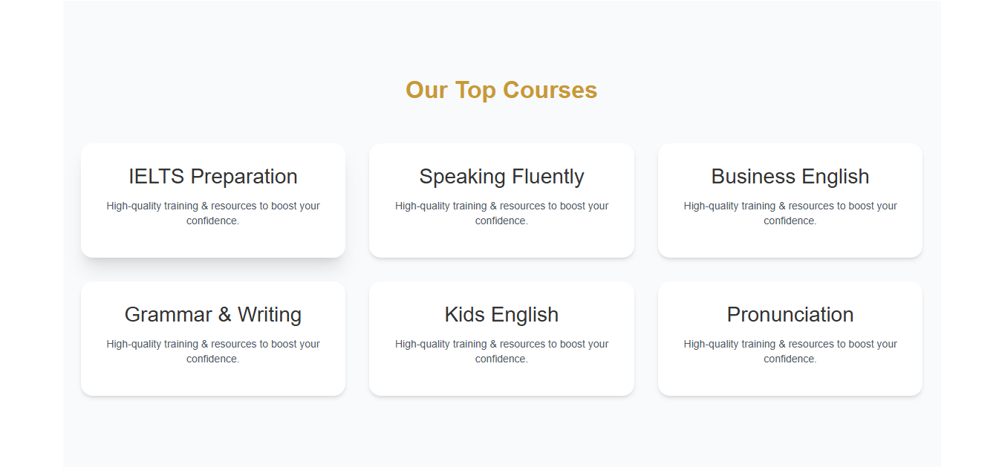 Our Top Courses
IELTS Preparation
High-quality training & resources to boost your
confidence.
Speaking Fluently
High-quality training & resources to boost your
confidence.
Business English
High-quality training & resources to boost your
confidence.
Grammar & Writing
High-quality training & resources to boost your
confidence.
Kids English
High-quality training & resources to boost your
confidence.
Pronunciation
High-quality training & resources to boost your
confidence.